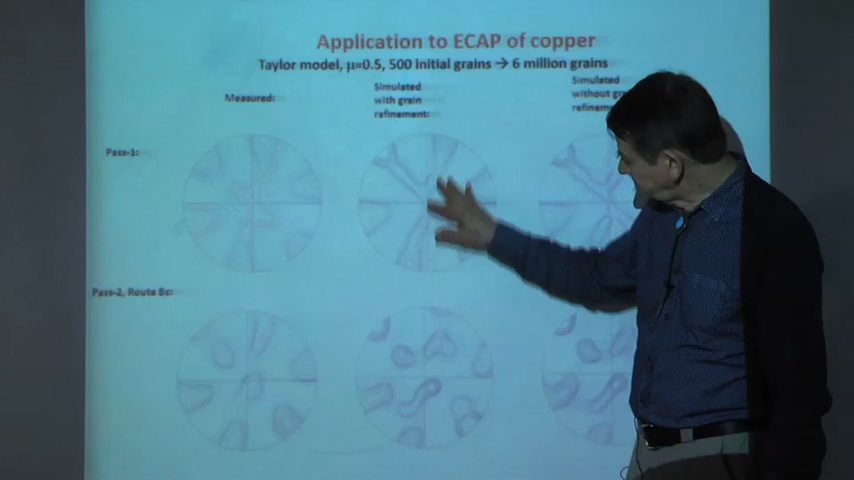 Application to ECAP of copper
Taylor model, μ=0.5, 500 initial grains → 6 million grains
Measured:
Simulated
with grain
refinement:
Simulated
without
refinem
Pass-1:
Pass-2, Route Bc: